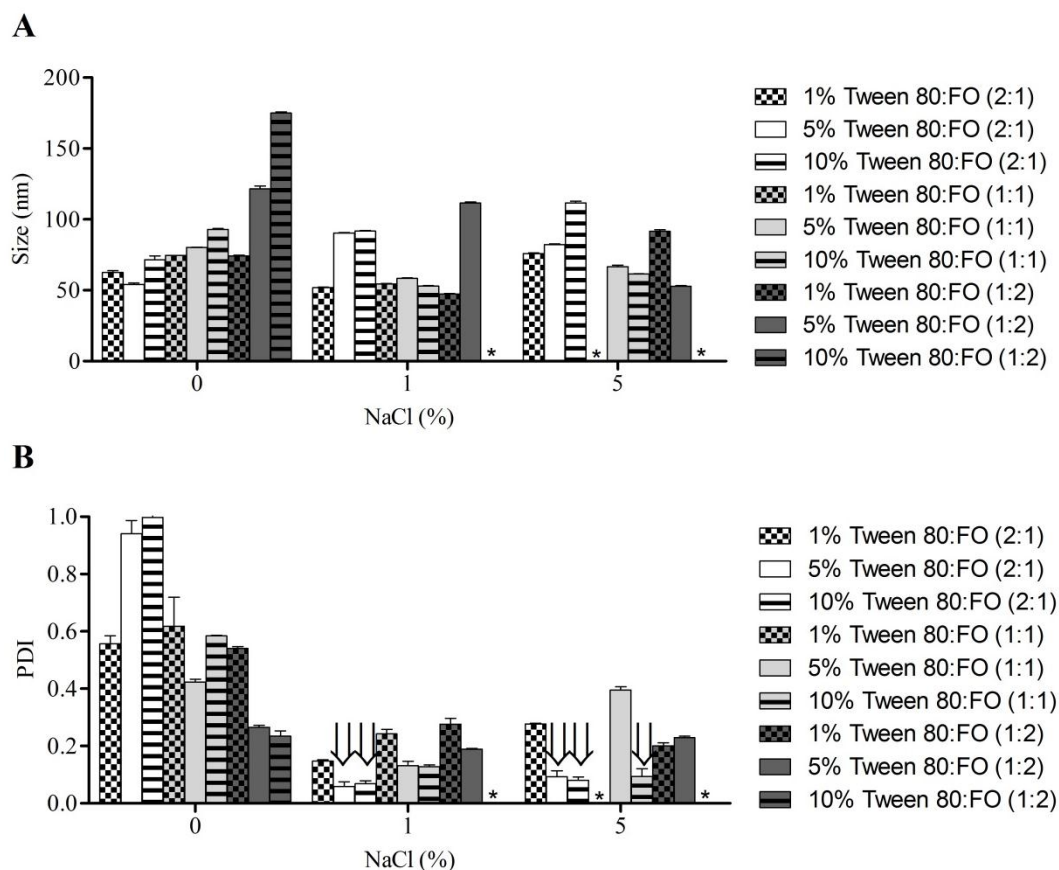 A
Size (nm)
200
150
100
50
0
*
*
*
0
1
5
NaCl (%)
1% Tween 80:FO (2:1)
5% Tween 80:FO (2:1)
10% Tween 80:FO (2:1)
1% Tween 80:FO (1:1)
5% Tween 80:FO (1:1)
10% Tween 80:FO (1:1)
1% Tween 80:FO (1:2)
5% Tween 80:FO (1:2)
10% Tween 80:FO (1:2)
B
PDI
1.0
0.8
0.6
0.4
0.2
0.0
*
*
*
0
1
5
NaCl (%)
1% Tween 80:FO (2:1)
5% Tween 80:FO (2:1)
10% Tween 80:FO (2:1)
1% Tween 80:FO (1:1)
5% Tween 80:FO (1:1)
10% Tween 80:FO (1:1)
1% Tween 80:FO (1:2)
5% Tween 80:FO (1:2)
10% Tween 80:FO (1:2)